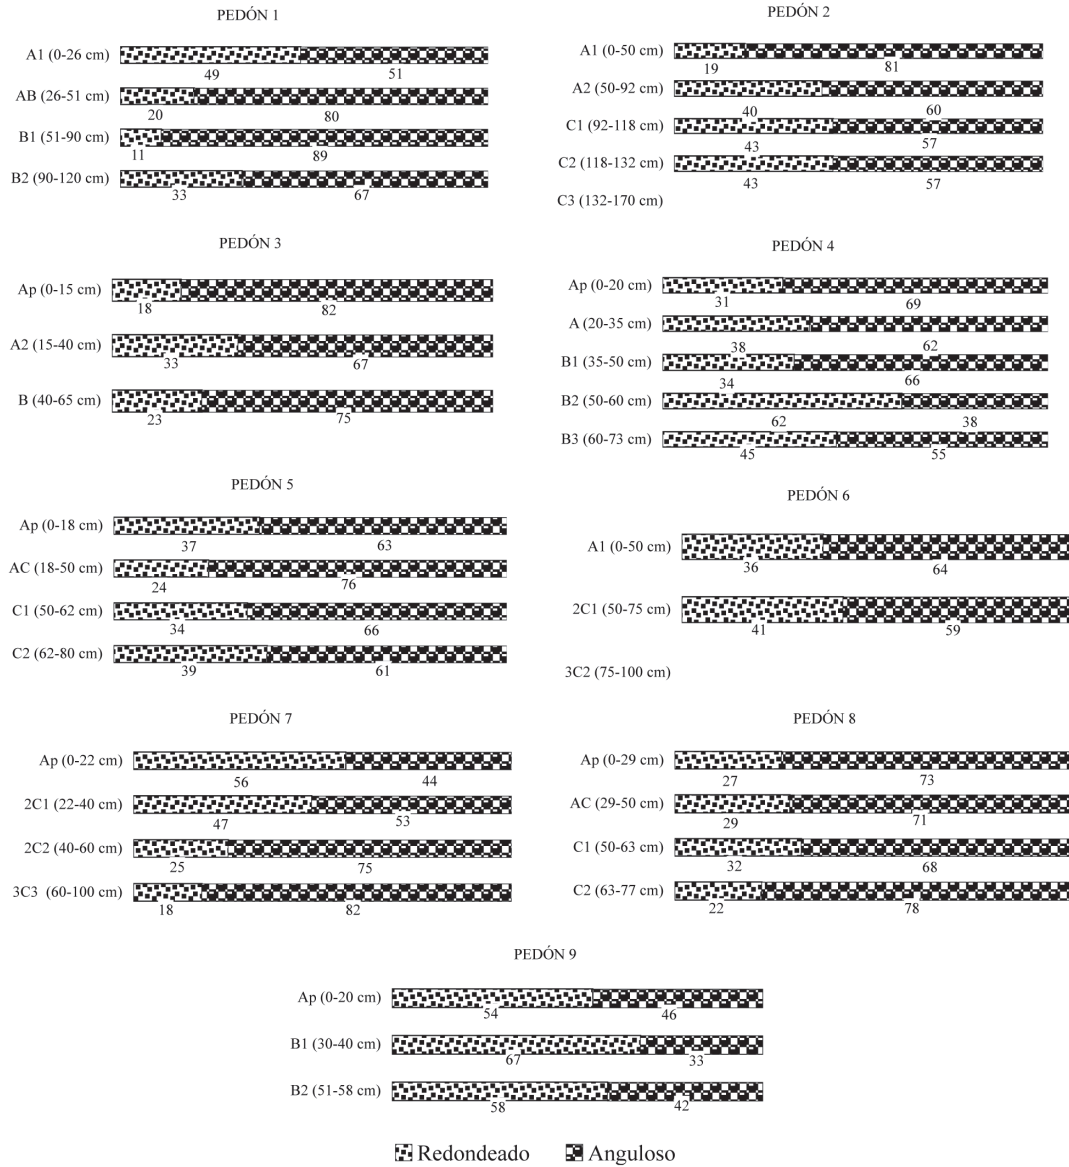 PEDÓN 1
A1 (0-26 cm)
49 51
AB (26-51 cm)
20 80
B1 (51-90 cm)
11 89
B2 (90-120 cm)
33 67
PEDÓN 2
A1 (0-50 cm)
19 81
A2 (50-92 cm)
40 60
C1 (92-118 cm)
43 57
C2 (118-132 cm)
43 57
C3 (132-170 cm)
PEDÓN 3
Ap (0-15 cm)
18 82
A2 (15-40 cm)
33 67
B (40-65 cm)
23 75
PEDÓN 4
Ap (0-20 cm)
31 69
A (20-35 cm)
38 62
B1 (35-50 cm)
34 66
B2 (50-60 cm)
62 38
B3 (60-73 cm)
45 55
PEDÓN 5
Ap (0-18 cm)
37 63
AC (18-50 cm)
24 76
C1 (50-62 cm)
34 66
C2 (62-80 cm)
39 61
PEDÓN 6
A1 (0-50 cm)
36 64
2C1 (50-75 cm)
41 59
3C2 (75-100 cm)
PEDÓN 7
Ap (0-22 cm)
56 44
2C1 (22-40 cm)
47 53
2C2 (40-60 cm)
25 75
3C3 (60-100 cm)
18 82
PEDÓN 8
Ap (0-29 cm)
27 73
AC (29-50 cm)
29 71
C1 (50-63 cm)
32 68
C2 (63-77 cm)
22 78
PEDÓN 9
Ap (0-20 cm)
54 46
B1 (30-40 cm)
67 33
B2 (51-58 cm)
58 42
Redondeado Anguloso